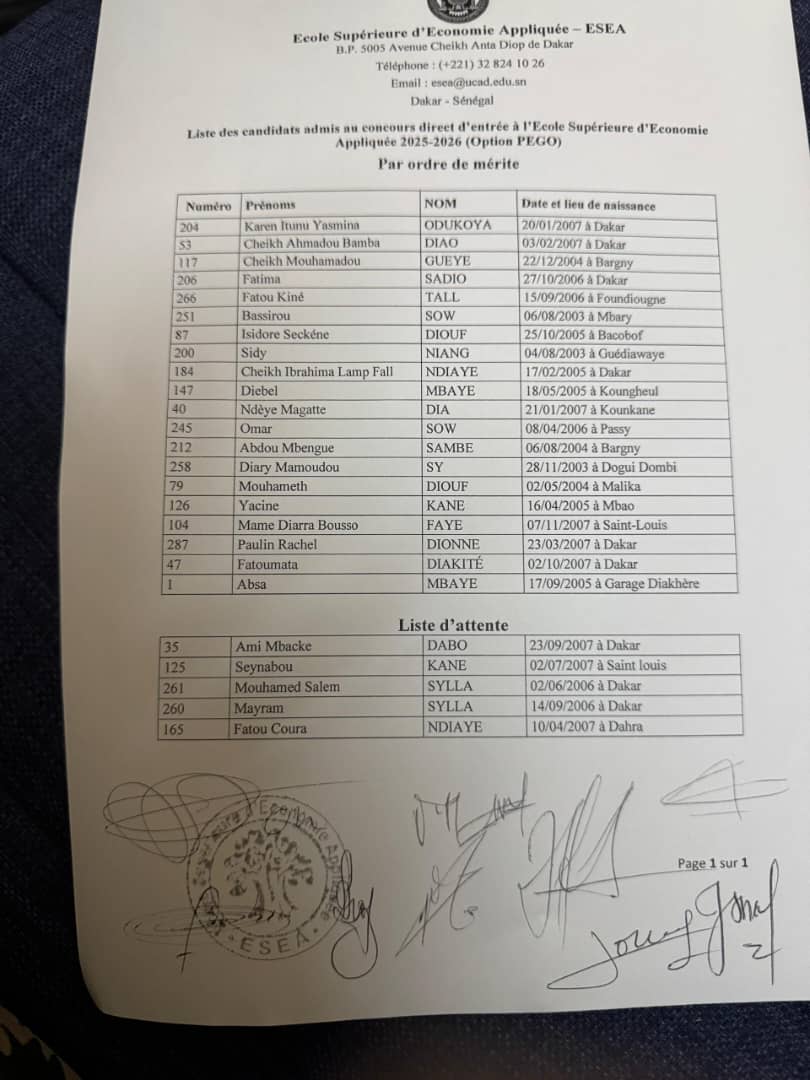 Ecole Supérieure d'Economie Appliquée – ESEA
B.P. 5005 Avenue Cheikh Anta Diop de Dakar
Téléphone : (+221) 32 824 10 26
Email : esea@ucad.edu.sn
Dakar - Sénégal
Liste des candidats admis au concours direct d'entrée à l'Ecole Supérieure d'Economie
Appliquée 2025-2026 (Option PEGO)
Par ordre de mérite
Numéro Prénoms NOM Date et lieu de naissance
204 Karen Itunu Yasmina ODUKOYA 20/01/2007 à Dakar
53 Cheikh Ahmadou Bamba DIAO 03/02/2007 à Dakar
117 Cheikh Mouhamadou GUEYE 22/12/2004 à Bargny
206 Fatima SADIO 27/10/2006 à Dakar
266 Fatou Kiné TALL 15/09/2006 à Foundiougne
251 Bassirou SOW 06/08/2003 à Mbary
87 Isidore Seckéne DIOUF 25/10/2005 à Bacobof
200 Sidy NIANG 04/08/2003 à Guédiawaye
184 Cheikh Ibrahima Lamp Fall NDIAYE 17/02/2005 à Dakar
147 Diebel MBAYE 18/05/2005 à Koungheul
40 Ndèye Magatte DIA 21/01/2007 à Kounkane
245 Omar SOW 08/04/2006 à Passy
212 Abdou Mbengue SAMBE 06/08/2004 à Bargny
258 Diary Mamoudou SY 28/11/2003 à Dogui Dombi
79 Mouhameth DIOUF 02/05/2004 à Malika
126 Yacine KANE 16/04/2005 à Mbao
104 Mame Diarra Bousso FAYE 07/11/2007 à Saint-Louis
287 Paulin Rachel DIONNE 23/03/2007 à Dakar
47 Fatoumata DIAKITÉ 02/10/2007 à Dakar
1 Absa MBAYE 17/09/2005 à Garage Diakhère
Liste d'attente
35 Ami Mbacke DABO 23/09/2007 à Dakar
125 Seynabou KANE 02/07/2007 à Saint louis
261 Mouhamed Salem SYLLA 02/06/2006 à Dakar
260 Mayram SYLLA 14/09/2006 à Dakar
165 Fatou Coura NDIAYE 10/04/2007 à Dahra
d'Economie Appliquée
ESEA
Page 1 sur 1